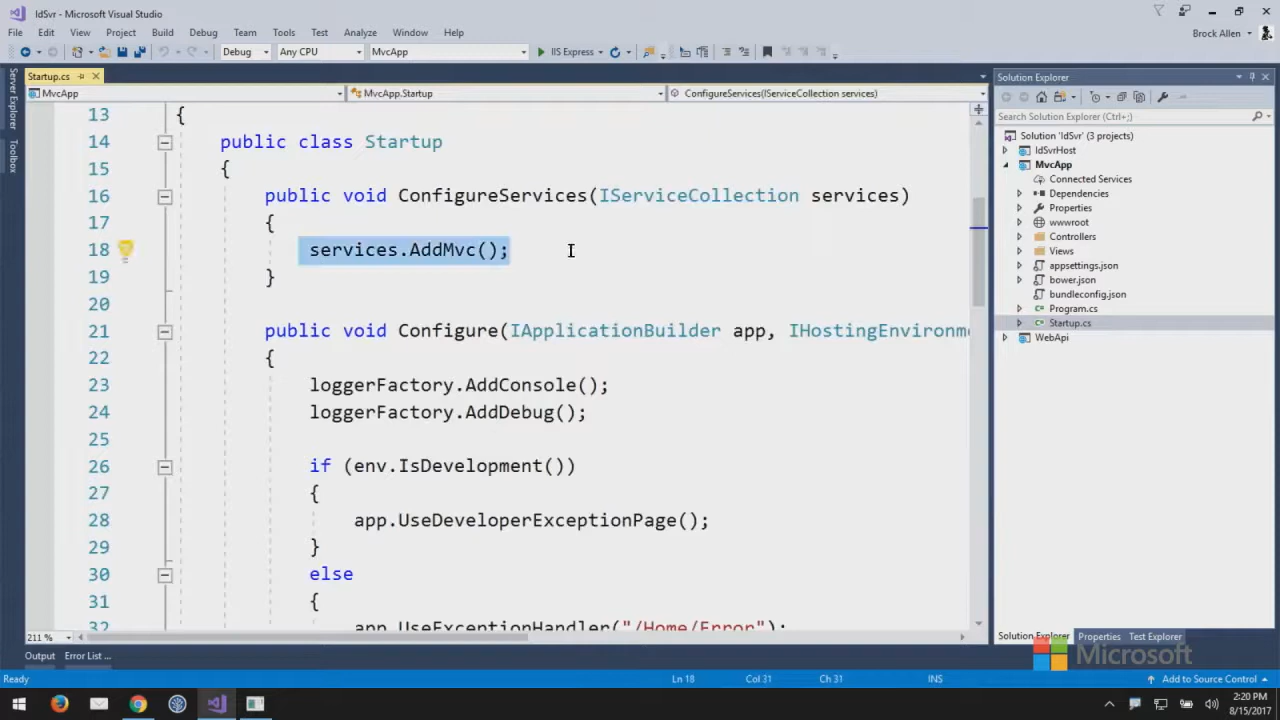 IdSvr - Microsoft Visual Studio
File Edit View Project Build Debug Team Tools Test Analyze Window Help
Brock Allen
Debug Any CPU MvcApp IIS Express
Startup.cs
MvcApp MvcApp.Startup ConfigureServices(IServiceCollection services)
Server Explorer
Toolbox
13 {
14 public class Startup
15 {
16 public void ConfigureServices(IServiceCollection services)
17 {
18 services.AddMvc();
19 }
20
21 public void Configure(IApplicationBuilder app, IHostingEnvironme
22 {
23 loggerFactory.AddConsole();
24 loggerFactory.AddDebug();
25
26 if (env.IsDevelopment())
27 {
28 app.UseDeveloperExceptionPage();
29 }
30 else
31 {
32 app.UseExceptionHandler("/Home/Error");
211 %
Solution Explorer
Search Solution Explorer (Ctrl+;)
Solution 'IdSvr' (3 projects)
IdSvrHost
MvcApp
Connected Services
Dependencies
Properties
wwwroot
Controllers
Views
appsettings.json
bower.json
bundleconfig.json
Program.cs
Startup.cs
WebApi
Solution Explorer Properties Test Explorer
Microsoft
Output Error List ...
Ready Ln 18 Col 31 Ch 31 INS Add to Source Control
2:20 PM
8/15/2017